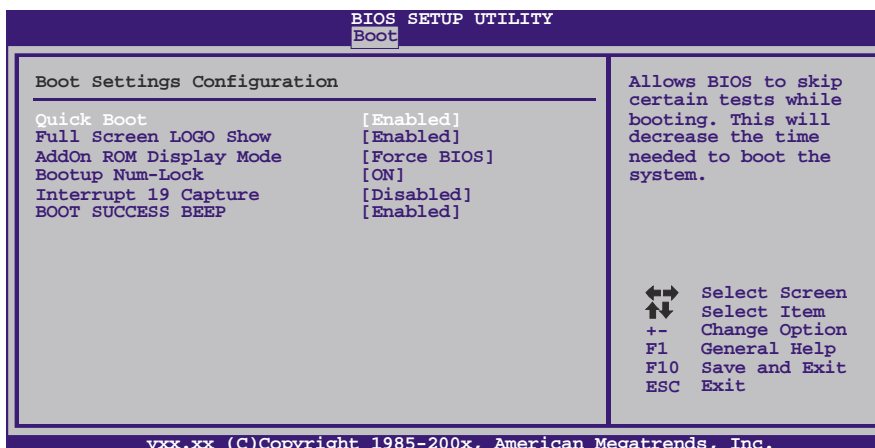 BIOS SETUP UTILITY
Boot
Boot Settings Configuration
Quick Boot [Enabled]
Full Screen LOGO Show [Enabled]
AddOn ROM Display Mode [Force BIOS]
Bootup Num-Lock [ON]
Interrupt 19 Capture [Disabled]
BOOT SUCCESS BEEP [Enabled]
Allows BIOS to skip
certain tests while
booting. This will
decrease the time
needed to boot the
system.
Select Screen
Select Item
+- Change Option
F1 General Help
F10 Save and Exit
ESC Exit
vxx.xx (C)Copyright 1985-200x, American Megatrends, Inc.